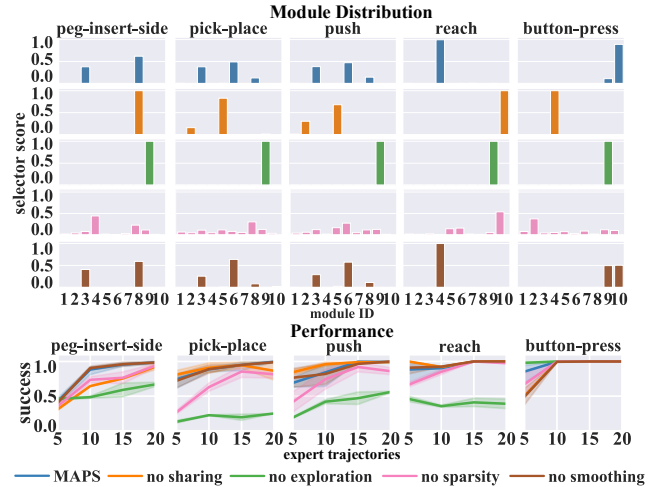 Module Distribution
peg-insert-side pick-place push reach button-press
1.0
0.5
0.0
1.0
0.5
0.0
1.0
0.5
0.0
1.0
0.5
0.0
1.0
0.5
0.0
selector score
1 2 3 4 5 6 7 8 9 10 1 2 3 4 5 6 7 8 9 10 1 2 3 4 5 6 7 8 9 10 1 2 3 4 5 6 7 8 9 10 1 2 3 4 5 6 7 8 9 10
module ID
Performance
peg-insert-side pick-place push reach button-press
1.0
0.5
0.0
success
5 10 15 20 5 10 15 20 5 10 15 20 5 10 15 20 5 10 15 20
expert trajectories
MAPS no sharing no exploration no sparsity no smoothing